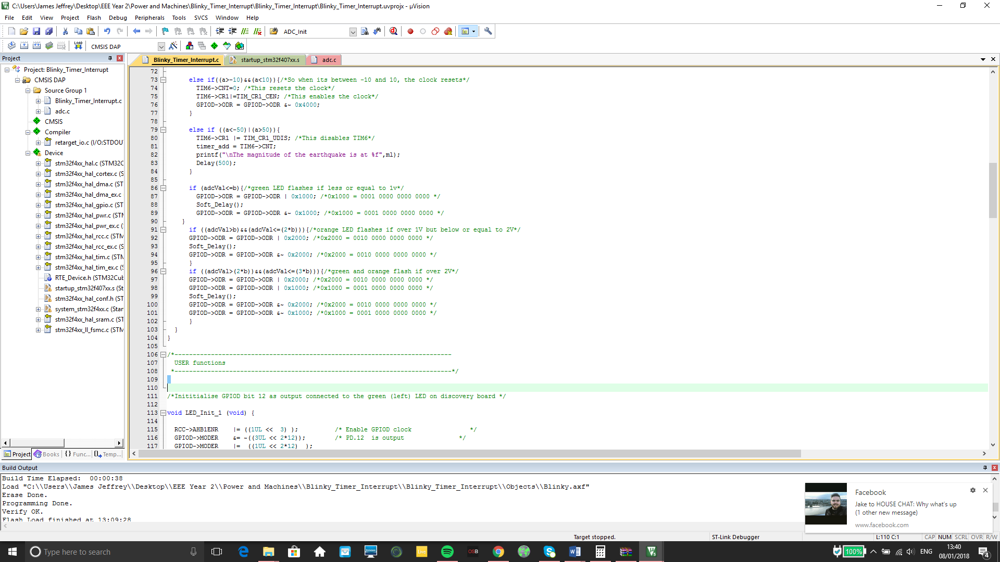 C:\Users\James Jeffrey\Desktop\EEE Year 2\Power and Machines\Blinky_Timer_Interrupt\Blinky_Timer_Interrupt\Blinky_Timer_Interrupt.uvprojx - µVision
File Edit View Project Flash Debug Peripherals Tools SVCS Window Help
ADC_Init
LOAD CMSIS DAP
Project
Project: Blinky_Timer_Interrupt
CMSIS DAP
Source Group 1
Blinky_Timer_Interrupt.c
adc.c
CMSIS
Compiler
retarget_io.c (I/O:STDOU
Device
stm32f4xx_hal.c (STM32C
stm32f4xx_hal_cortex.c (S
stm32f4xx_hal_dma.c (ST
stm32f4xx_hal_dma_ex.c
stm32f4xx_hal_gpio.c (ST
stm32f4xx_hal_pwr.c (STM
stm32f4xx_hal_pwr_ex.c (
stm32f4xx_hal_rcc.c (STM
stm32f4xx_hal_rcc_ex.c (S
stm32f4xx_hal_tim.c (STM
stm32f4xx_hal_tim_ex.c (S
RTE_Device.h (STM32Cub
startup_stm32f407xx.s (St
stm32f4xx_hal_conf.h (ST
system_stm32f4xx.c (Star
stm32f4xx_hal_sram.c (ST
stm32f4xx_ll_fsmc.c (STM
Project Books {} Func... Temp...
Blinky_Timer_Interrupt.c startup_stm32f407xx.s adc.c
72
73 else if((a>-10)&&(a<10)){/*So when its between -10 and 10, the clock resets*/
74 TIM6->CNT=0; /*This resets the clock*/
75 TIM6->CR1|=TIM_CR1_CEN; /*This enables the clock*/
76 GPIOD->ODR = GPIOD->ODR &~ 0x4000;
77 }
78
79 else if ((a<-50)|(a>50)){
80 TIM6->CR1 |= TIM_CR1_UDIS; /*This disables TIM6*/
81 timer_add = TIM6->CNT;
82 printf("\nThe magnitude of the earthquake is at %f",ml);
83 Delay(500);
84 }
85
86 if (adcVal<=b){/*green LED flashes if less or equal to 1v*/
87 GPIOD->ODR = GPIOD->ODR | 0x1000; /*0x1000 = 0001 0000 0000 0000 */
88 Soft_Delay();
89 GPIOD->ODR = GPIOD->ODR &~ 0x1000; /*0x1000 = 0001 0000 0000 0000 */
90 }
91 if ((adcVal>b)&&(adcVal<=(2*b))){/*orange LED flashes if over 1V but below or equal to 2V*/
92 GPIOD->ODR = GPIOD->ODR | 0x2000; /*0x2000 = 0010 0000 0000 0000 */
93 Soft_Delay();
94 GPIOD->ODR = GPIOD->ODR &~ 0x2000; /*0x2000 = 0010 0000 0000 0000 */
95 }
96 if ((adcVal>(2*b))&&(adcVal<=(3*b))){/*green and orange flash if over 2V*/
97 GPIOD->ODR = GPIOD->ODR | 0x2000; /*0x2000 = 0010 0000 0000 0000 */
98 GPIOD->ODR = GPIOD->ODR | 0x1000; /*0x1000 = 0001 0000 0000 0000 */
99 Soft_Delay();
100 GPIOD->ODR = GPIOD->ODR &~ 0x2000; /*0x2000 = 0010 0000 0000 0000 */
101 GPIOD->ODR = GPIOD->ODR &~ 0x1000; /*0x1000 = 0001 0000 0000 0000 */
102 }
103 }
104 }
105
106 /*----------------------------------------------------------------------------
107 USER functions
108 *----------------------------------------------------------------------------*/
109
110
111 /*Inititialise GPIOD bit 12 as output connected to the green (left) LED on discovery board */
112
113 void LED_Init_1 (void) {
114
115 RCC->AHB1ENR |= ((1UL << 3) ); /* Enable GPIOD clock */
116 GPIOD->MODER &= ~((3UL << 2*12)); /* PD.12 is output */
117 GPIOD->MODER |= ((1UL << 2*12) );
Build Output
Build Time Elapsed: 00:00:38
Load "C:\\Users\\James Jeffrey\\Desktop\\EEE Year 2\\Power and Machines\\Blinky_Timer_Interrupt\\Blinky_Timer_Interrupt\\Objects\\Blinky.axf"
Erase Done.
Programming Done.
Verify OK.
Flash Load finished at 13:09:28
Facebook
Jake to HOUSE CHAT: Why what's up
(1 other new message)
www.facebook.com
Target stopped. ST-Link Debugger L:110 C:1 CAP NUM SCRL OVR R/W
Type here to search
OSB
100%
ENG
13:40
08/01/2018
4